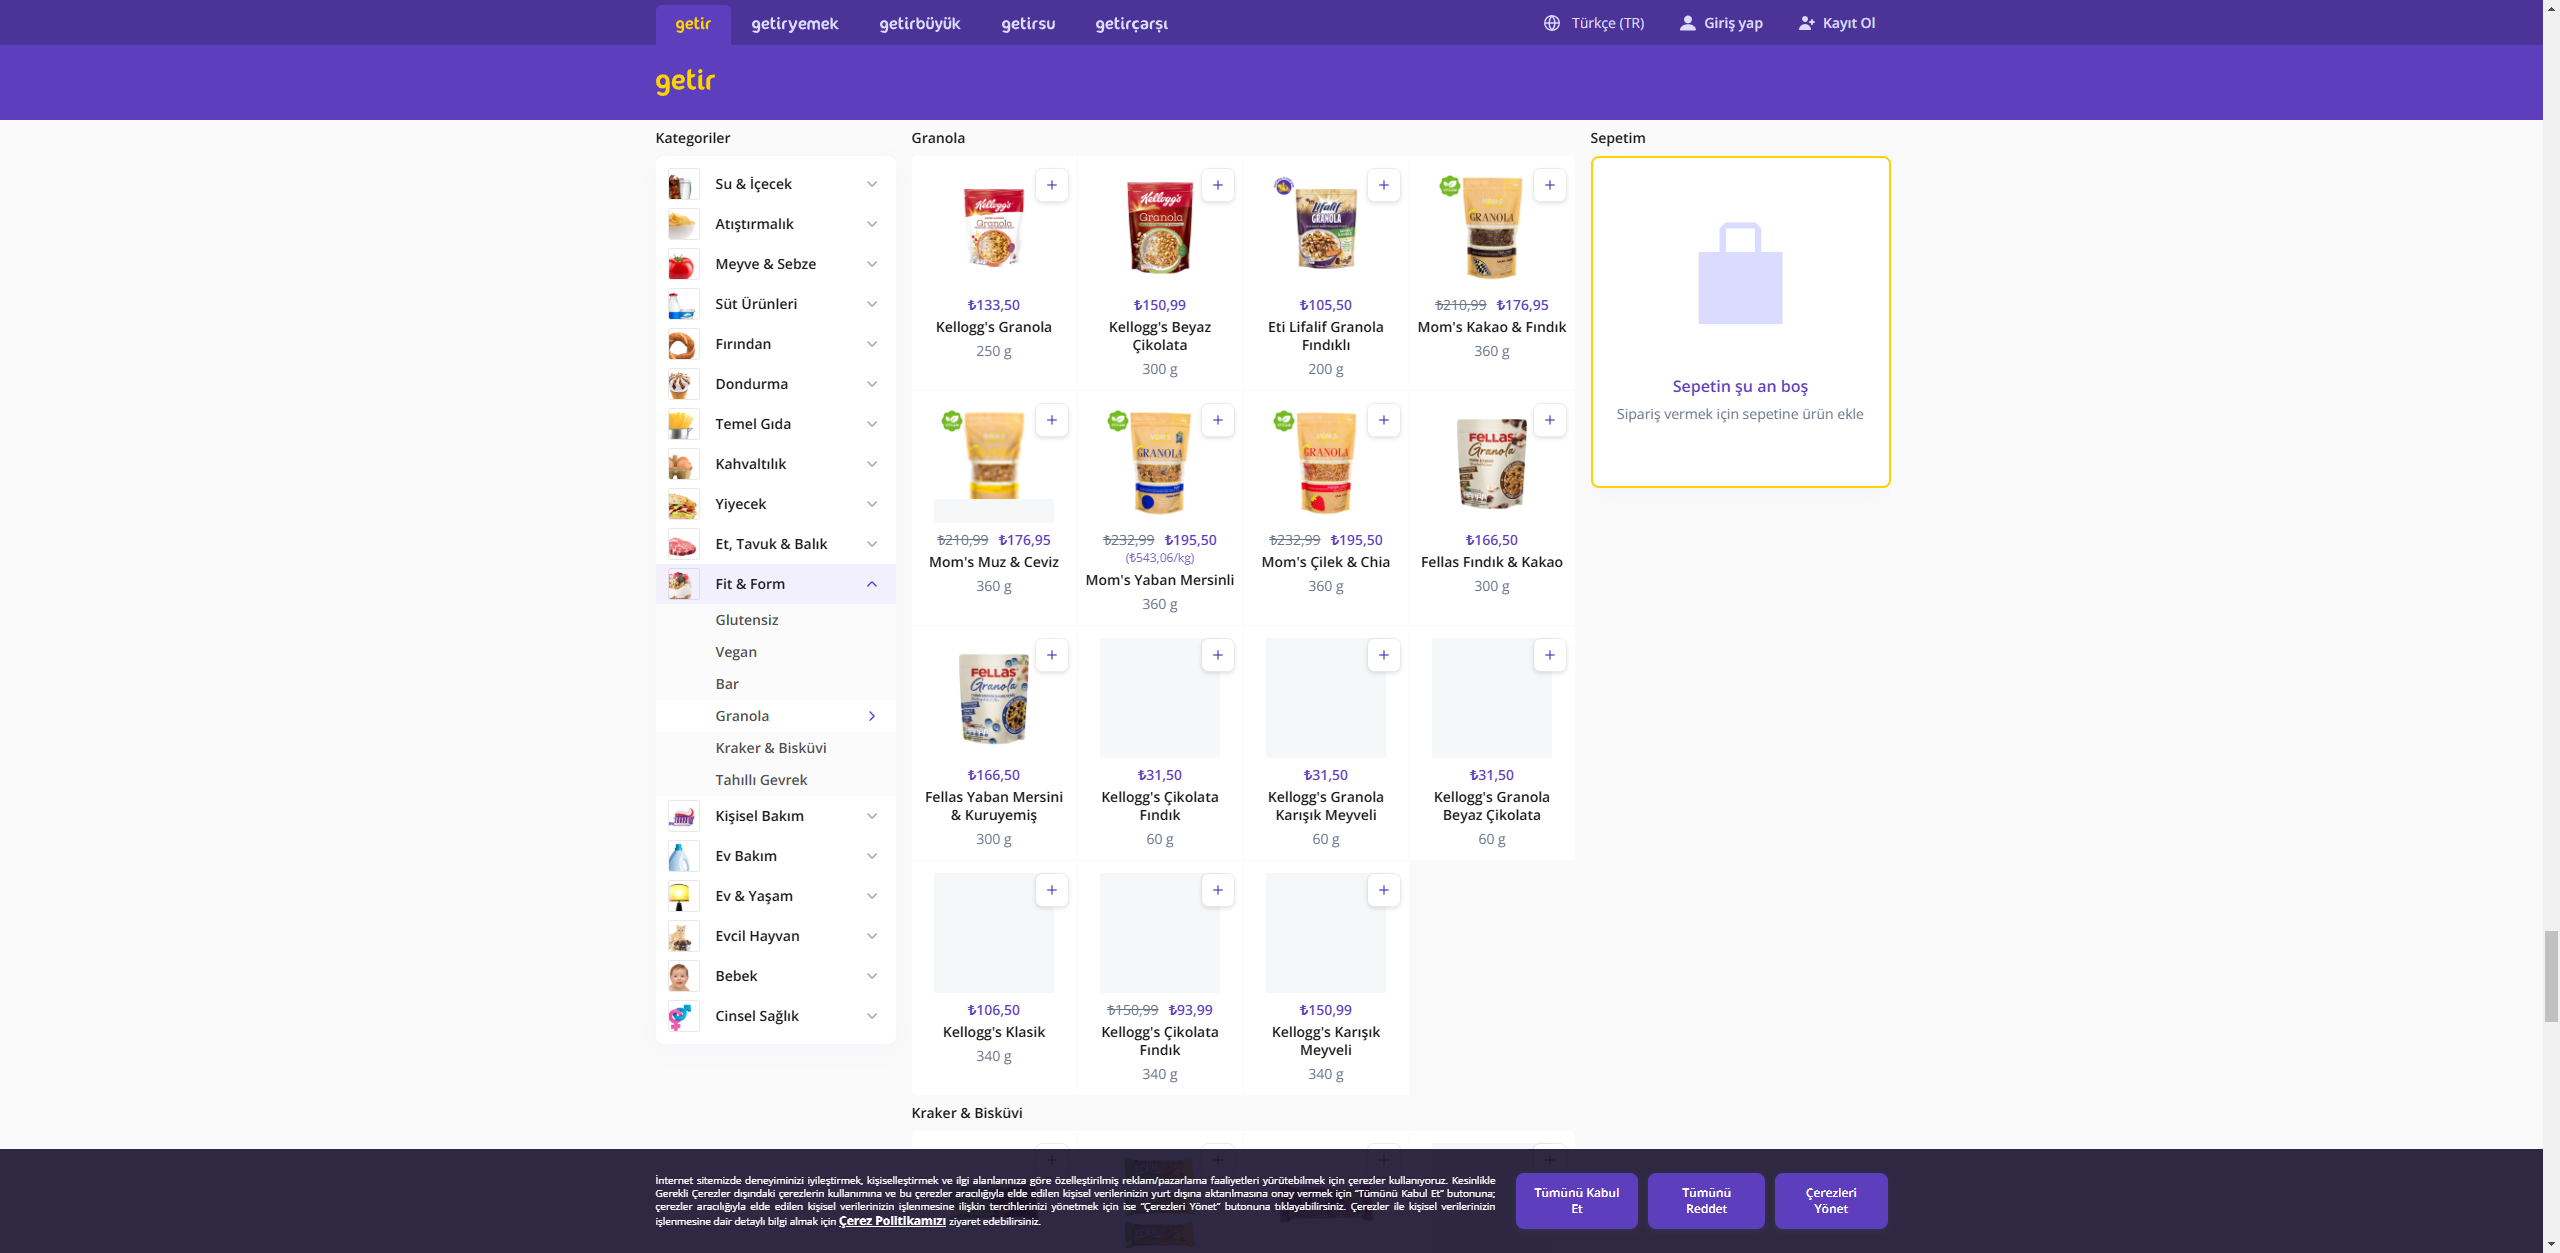 getir
getiryemek
getirbüyük
getirsu
getirçarşı
Türkçe (TR)
Giriş yap
Kayıt Ol
getir
Kategoriler
Su & İçecek
Atıştırmalık
Meyve & Sebze
Süt Ürünleri
Fırından
Dondurma
Temel Gıda
Kahvaltılık
Yiyecek
Et, Tavuk & Balık
Fit & Form
Glutensiz
Vegan
Bar
Granola
Kraker & Bisküvi
Tahıllı Gevrek
Kişisel Bakım
Ev Bakım
Ev & Yaşam
Evcil Hayvan
Bebek
Cinsel Sağlık
Granola
Kellogg's
Granola
₺133,50
Kellogg's Granola
250 g
Kellogg's
Granola
₺150,99
Kellogg's Beyaz
Çikolata
300 g
Lifalif
GRANOLA
₺105,50
Eti Lifalif Granola
Fındıklı
200 g
GRANOLA
₺210,99 ₺176,95
Mom's Kakao & Fındık
360 g
₺210,99 ₺176,95
Mom's Muz & Ceviz
360 g
GRANOLA
₺232,99 ₺195,50
(₺543,06/kg)
Mom's Yaban Mersinli
360 g
GRANOLA
₺232,99 ₺195,50
Mom's Çilek & Chia
360 g
FELLAS
Granola
₺166,50
Fellas Fındık & Kakao
300 g
FELLAS
Granola
₺166,50
Fellas Yaban Mersini
& Kuruyemiş
300 g
₺31,50
Kellogg's Çikolata
Fındık
60 g
₺31,50
Kellogg's Granola
Karışık Meyveli
60 g
₺31,50
Kellogg's Granola
Beyaz Çikolata
60 g
₺106,50
Kellogg's Klasik
340 g
₺150,99 ₺93,99
Kellogg's Çikolata
Fındık
340 g
₺150,99
Kellogg's Karışık
Meyveli
340 g
Kraker & Bisküvi
Sepetim
Sepetin şu an boş
Sipariş vermek için sepetine ürün ekle
İnternet sitemizde deneyiminizi iyileştirmek, kişiselleştirmek ve ilgi alanlarınıza göre özelleştirilmiş reklam/pazarlama faaliyetleri yürütebilmek için çerezler kullanıyoruz. Kesinlikle
Gerekli Çerezler dışındaki çerezlerin kullanımına ve bu çerezler aracılığıyla elde edilen kişisel verilerinizin yurt dışına aktarılmasına onay vermek için "Tümünü Kabul Et" butonuna;
çerezler aracılığıyla elde edilen kişisel verilerinizin işlenmesine ilişkin tercihlerinizi yönetmek için ise "Çerezleri Yönet" butonuna tıklayabilirsiniz. Çerezler ile kişisel verilerinizin
işlenmesine dair detaylı bilgi almak için Çerez Politikamızı ziyaret edebilirsiniz.
Tümünü Kabul
Et
Tümünü
Reddet
Çerezleri
Yönet